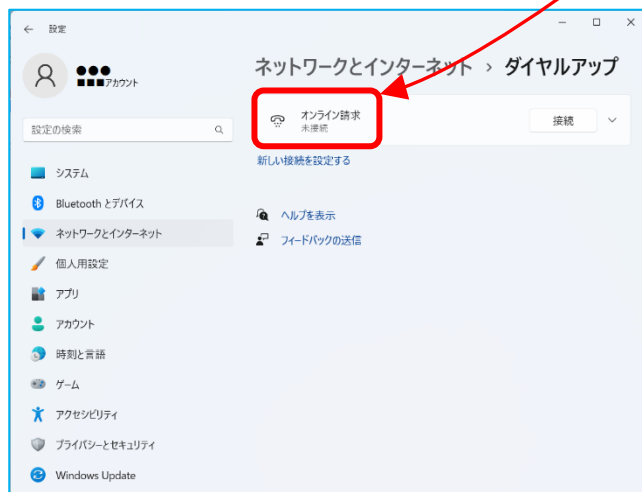 設定
●●●
■■■アカウント
設定の検索
システム
Bluetooth とデバイス
ネットワークとインターネット
個人用設定
アプリ
アカウント
時刻と言語
ゲーム
アクセシビリティ
プライバシーとセキュリティ
Windows Update
ネットワークとインターネット › ダイヤルアップ
オンライン請求
未接続
接続
新しい接続を設定する
ヘルプを表示
フィードバックの送信